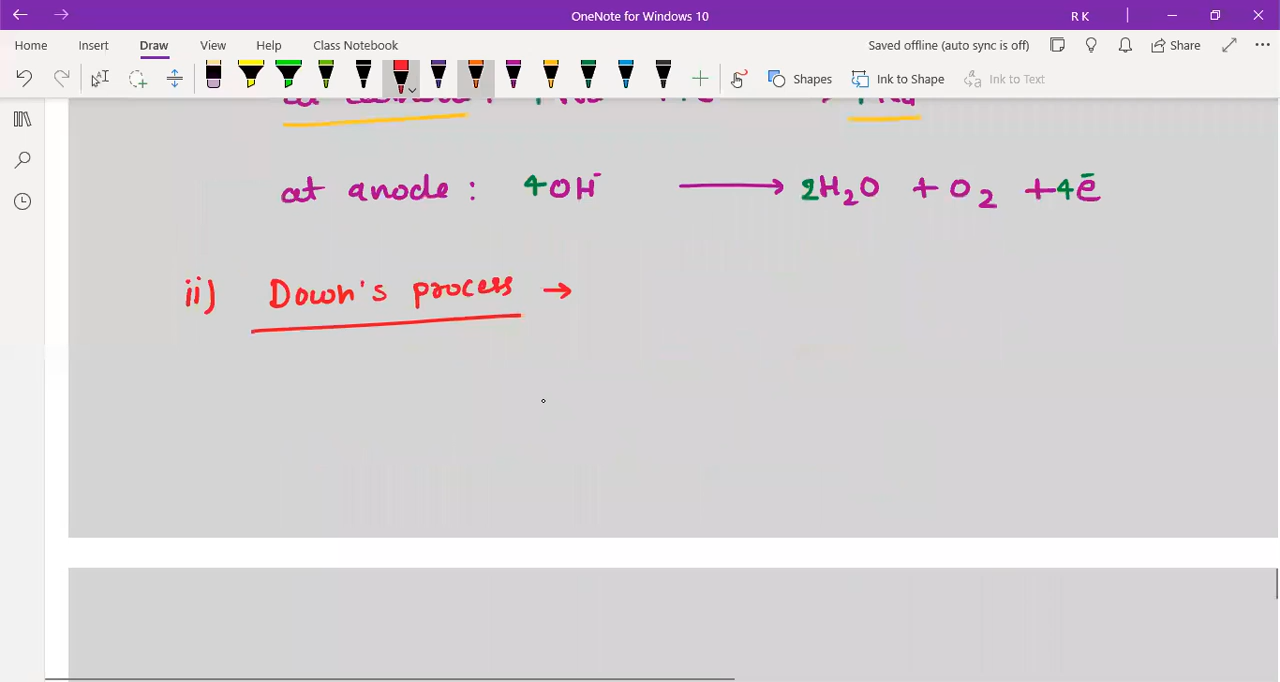 OneNote for Windows 10
R K
Home Insert Draw View Help Class Notebook
Saved offline (auto sync is off) Share
Shapes Ink to Shape Ink to Text
at anode : 4OH⁻ ⟶ 2H₂O + O₂ + 4e⁻
ii) Down's process →